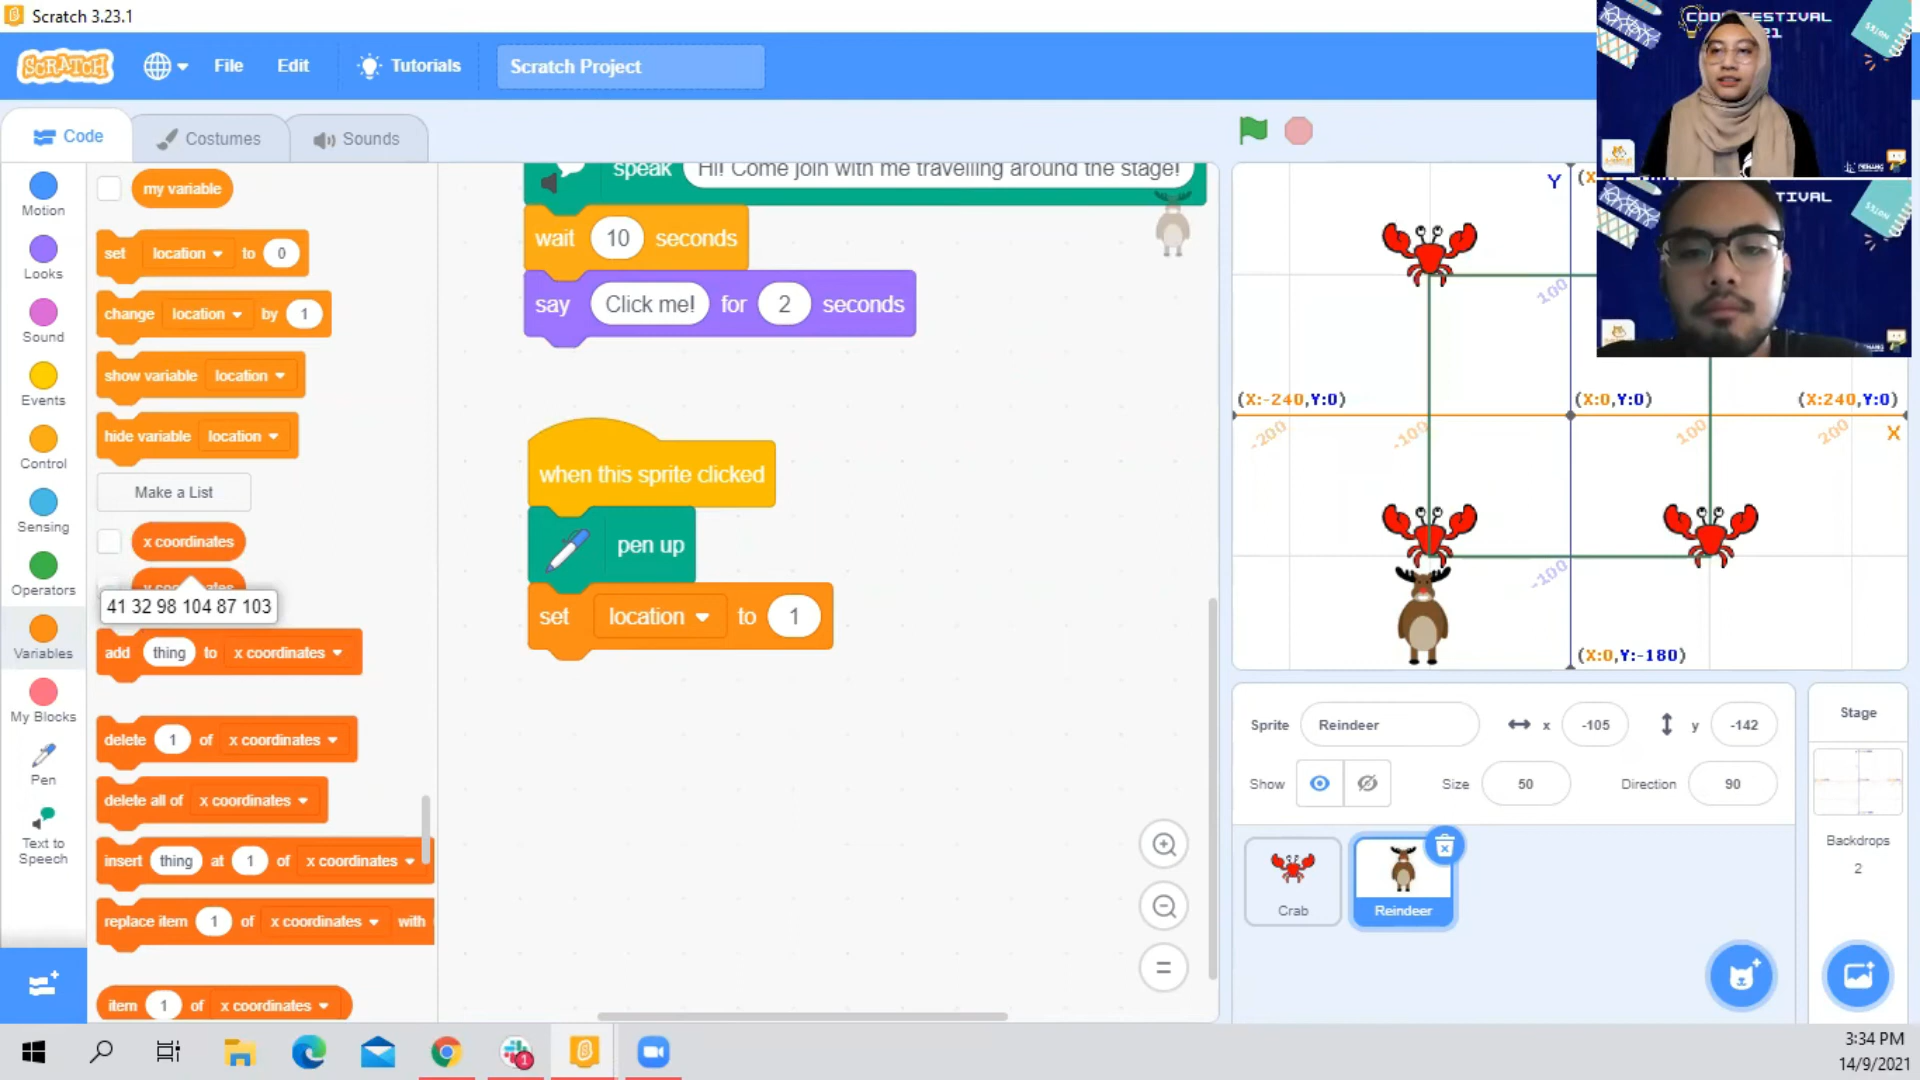 Scratch 3.23.1
SCRATCH
File
Edit
Tutorials
Scratch Project
Code
Costumes
Sounds
Motion
Looks
Sound
Events
Control
Sensing
Operators
Variables
My Blocks
Pen
Text to
Speech
my variable
set location to 0
change location by 1
show variable location
hide variable location
Make a List
x coordinates
41 32 98 104 87 103
add thing to x coordinates
delete 1 of x coordinates
delete all of x coordinates
insert thing at 1 of x coordinates
replace item 1 of x coordinates with
item 1 of x coordinates
speak Hi! Come join with me travelling around the stage!
wait 10 seconds
say Click me! for 2 seconds
when this sprite clicked
pen up
set location to 1
Y
100
(X:-240,Y:0)
(X:0,Y:0)
(X:240,Y:0)
-200
-100
100
200
X
-100
(X:0,Y:-180)
Sprite
Reindeer
x
-105
y
-142
Show
Size
50
Direction
90
Crab
Reindeer
Stage
Backdrops
2
1
3:34 PM
14/9/2021